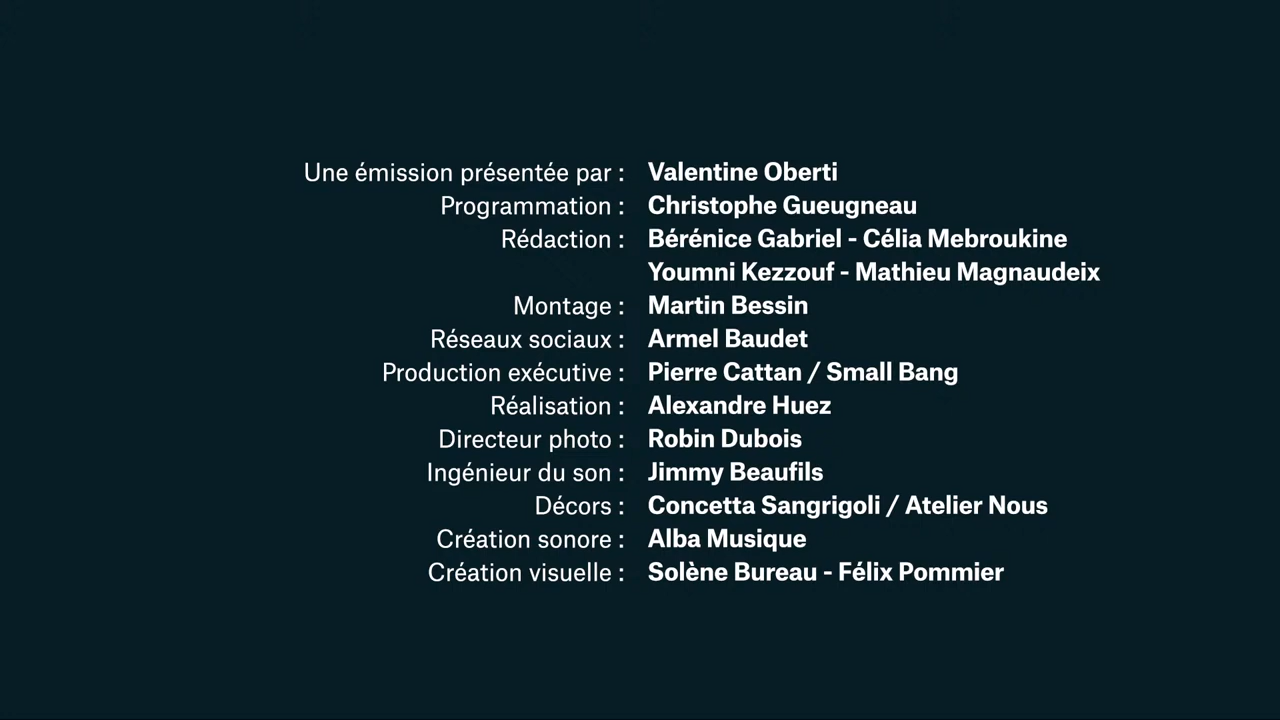 Une émission présentée par : Valentine Oberti
Programmation : Christophe Gueugneau
Rédaction : Bérénice Gabriel - Célia Mebroukine
Youmni Kezzouf - Mathieu Magnaudeix
Montage : Martin Bessin
Réseaux sociaux : Armel Baudet
Production exécutive : Pierre Cattan / Small Bang
Réalisation : Alexandre Huez
Directeur photo : Robin Dubois
Ingénieur du son : Jimmy Beaufils
Décors : Concetta Sangrigoli / Atelier Nous
Création sonore : Alba Musique
Création visuelle : Solène Bureau - Félix Pommier